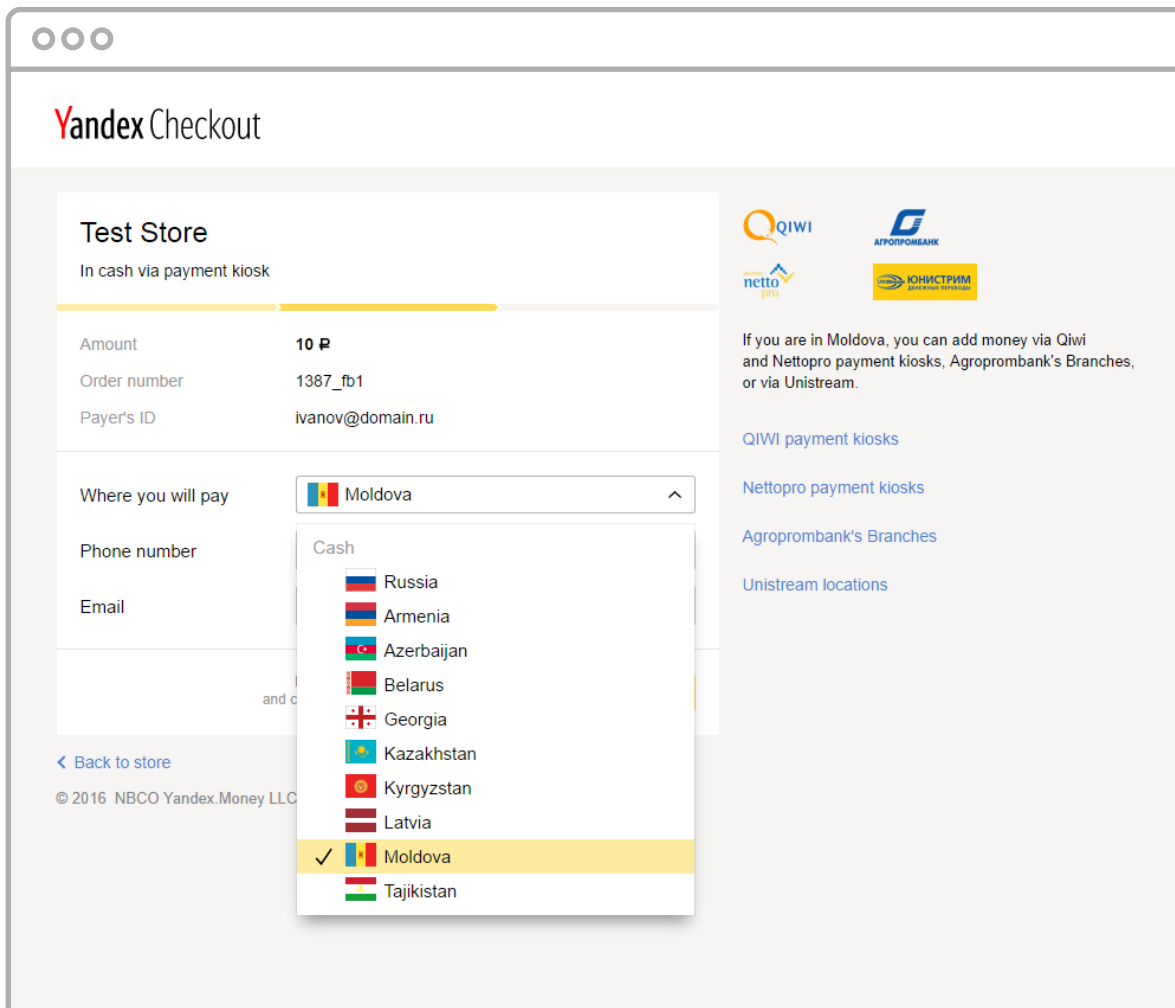 Yandex Checkout
Test Store
In cash via payment kiosk
Amount 10 ₽
Order number 1387_fb1
Payer's ID ivanov@domain.ru
Where you will pay Moldova
Phone number
Email
Cash
Russia
Armenia
Azerbaijan
Belarus
Georgia
Kazakhstan
Kyrgyzstan
Latvia
Moldova
Tajikistan
and c
Back to store
© 2016 NBCO Yandex.Money LLC
QIWI
АГРОПРОМБАНК
netto
pro
ЮНИСТРИМ
ДЕНЕЖНЫЕ ПЕРЕВОДЫ
If you are in Moldova, you can add money via Qiwi
and Nettopro payment kiosks, Agroprombank's Branches,
or via Unistream.
QIWI payment kiosks
Nettopro payment kiosks
Agroprombank's Branches
Unistream locations